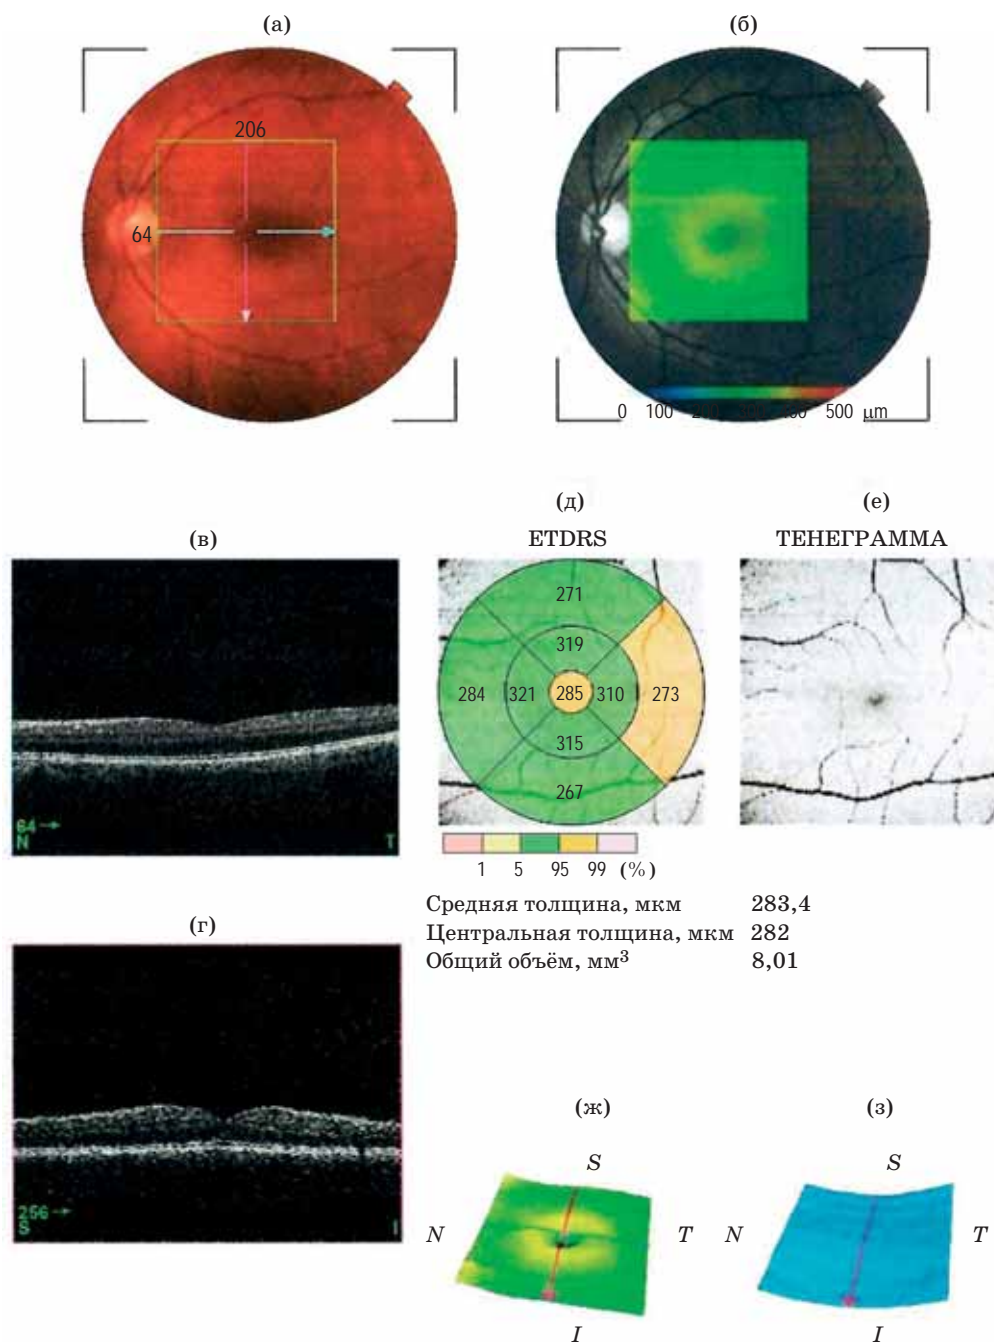 (а)
(б)
206
64
0 100 500 µm
(д)
(е)
(в)
ETDRS
ТЕНЕГРАММА
271
319
284 321 285 310 273
315
267
64 →
N T
1 5 95 99 (%)
Средняя толщина, мкм 283,4
Центральная толщина, мкм 282
Общий объём, мм³ 8,01
(г)
256 →
S I
(ж)
(з)
S
S
N T N T
I
I